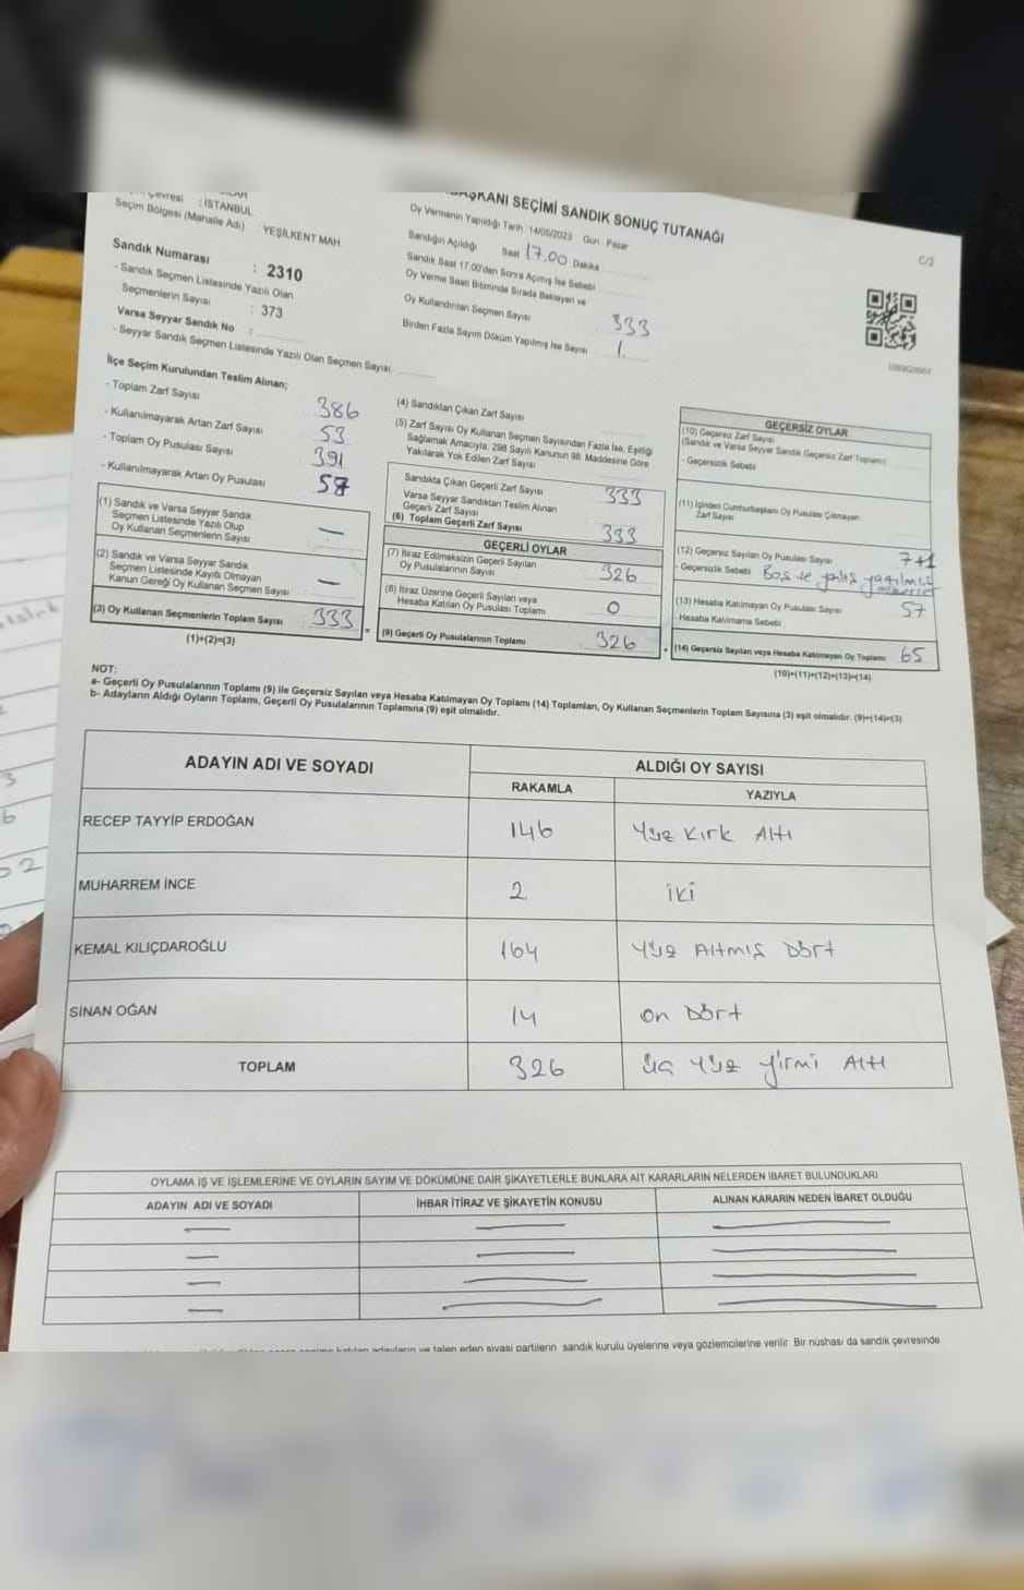 BAŞKANI SEÇİMİ SANDIK SONUÇ TUTANAĞI
: İSTANBUL
Seçim Bölgesi (Mahalle Adı) YEŞİLKENT MAH
Sandık Numarası : 2310
- Sandık Seçmen Listesinde Yazılı Olan
Seçmenlerin Sayısı : 373
Varsa Seyyar Sandık No :
- Seyyar Sandık Seçmen Listesinde Yazılı Olan Seçmen Sayısı
Oy Vermenin Yapıldığı Tarih: 14/05/2023 Gün: Pazar
Sandığın Açıldığı Saat 17.00 Dakika
Sandık Saat 17.00'den Sonra Açılmış İse Sebebi
Oy Verme Saati Bitiminde Sırada Bekleyen ve
Oy Kullandırılan Seçmen Sayısı 333
Birden Fazla Sayım Döküm Yapılmış İse Sayısı 1.
C/2
İlçe Seçim Kurulundan Teslim Alınan;
- Toplam Zarf Sayısı 386
- Kullanılmayarak Artan Zarf Sayısı 53
- Toplam Oy Pusulası Sayısı 391
- Kullanılmayarak Artan Oy Pusulası 58
(1) Sandık ve Varsa Seyyar Sandık
Seçmen Listesinde Yazılı Olup
Oy Kullanan Seçmenlerin Sayısı —
(2) Sandık ve Varsa Seyyar Sandık
Seçmen Listesinde Kayıtlı Olmayan
Kanun Gereği Oy Kullanan Seçmen Sayısı —
(3) Oy Kullanan Seçmenlerin Toplam Sayısı 333
(1)+(2)=(3)
(4) Sandıktan Çıkan Zarf Sayısı
(5) Zarf Sayısı Oy Kullanan Seçmen Sayısından Fazla İse, Eşitliği
Sağlamak Amacıyla, 298 Sayılı Kanunun 98. Maddesine Göre
Yakılarak Yok Edilen Zarf Sayısı
Sandıkta Çıkan Geçerli Zarf Sayısı 333
Varsa Seyyar Sandıktan Teslim Alınan
Geçerli Zarf Sayısı
(6) Toplam Geçerli Zarf Sayısı 333
GEÇERLİ OYLAR
(7) İtiraz Edilmeksizin Geçerli Sayılan
Oy Pusulalarının Sayısı 326
(8) İtiraz Üzerine Geçerli Sayılan veya
Hesaba Katılan Oy Pusulası Toplamı 0
(9) Geçerli Oy Pusulalarının Toplamı 326
GEÇERSİZ OYLAR
(10) Geçersiz Zarf Sayısı
(Sandık ve Varsa Seyyar Sandık Geçersiz Zarf Toplamı)
- Geçersizlik Sebebi
(11) İçinden Cumhurbaşkanı Oy Pusulası Çıkmayan
Zarf Sayısı
(12) Geçersiz Sayılan Oy Pusulası Sayısı 7+1
- Geçersizlik Sebebi Boş ve
(13) Hesaba Katılmayan Oy Pusulası Sayısı 57
- Hesaba Katılmama Sebebi
(14) Geçersiz Sayılan veya Hesaba Katılmayan Oy Toplamı 65
(10)+(11)+(12)+(13)=(14)
NOT:
a- Geçerli Oy Pusulalarının Toplamı (9) ile Geçersiz Sayılan veya Hesaba Katılmayan Oy Toplamı (14) Toplamları, Oy Kullanan Seçmenlerin Toplam Sayısına (3) eşit olmalıdır. (9)+(14)=(3)
b- Adayların Aldığı Oyların Toplamı, Geçerli Oy Pusulalarının Toplamına (9) eşit olmalıdır.
ADAYIN ADI VE SOYADI ALDIĞI OY SAYISI
RAKAMLA YAZIYLA
RECEP TAYYİP ERDOĞAN 146 Yüz Kırk Altı
MUHARREM İNCE 2 iki
KEMAL KILIÇDAROĞLU 164 Yüz Altmış Dört
SİNAN OĞAN 14 on Dört
TOPLAM 326 üç Yüz yirmi Altı
OYLAMA İŞ VE İŞLEMLERİNE VE OYLARIN SAYIM VE DÖKÜMÜNE DAİR ŞİKAYETLERLE BUNLARA AİT KARARLARIN NELERDEN İBARET BULUNDUKLARI
ADAYIN ADI VE SOYADI İHBAR İTİRAZ VE ŞİKAYETİN KONUSU ALINAN KARARIN NEDEN İBARET OLDUĞU
ve talep eden siyasi partilerin sandık kurulu üyelerine veya gözlemcilerine verilir. Bir nüshası da sandık çevresinde